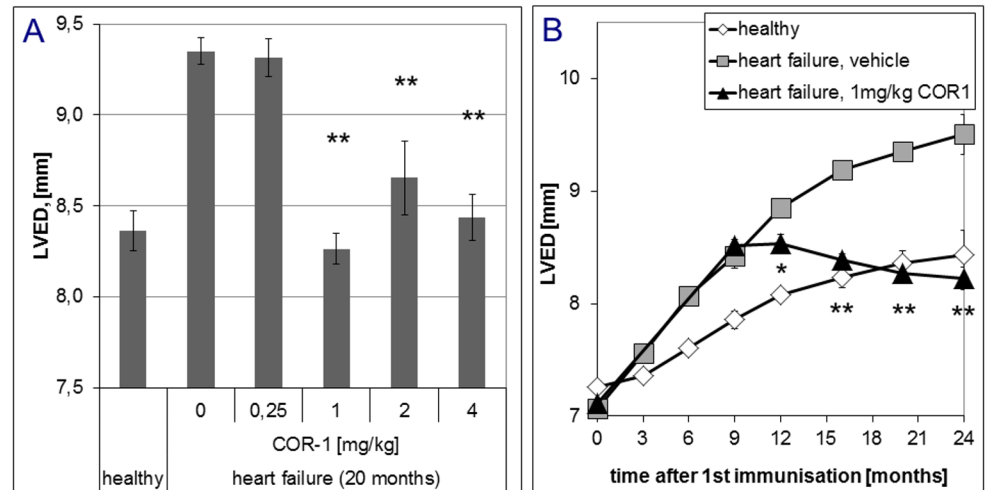 A
9,5
9,0
8,5
8,0
7,5
LVED, [mm]
**
**
**
0 0,25 1 2 4
COR-1 [mg/kg]
healthy heart failure (20 months)
B
healthy
heart failure, vehicle
heart failure, 1mg/kg COR1
10
9
8
7
LVED [mm]
*
** ** **
0 3 6 9 12 15 18 21 24
time after 1st immunisation [months]